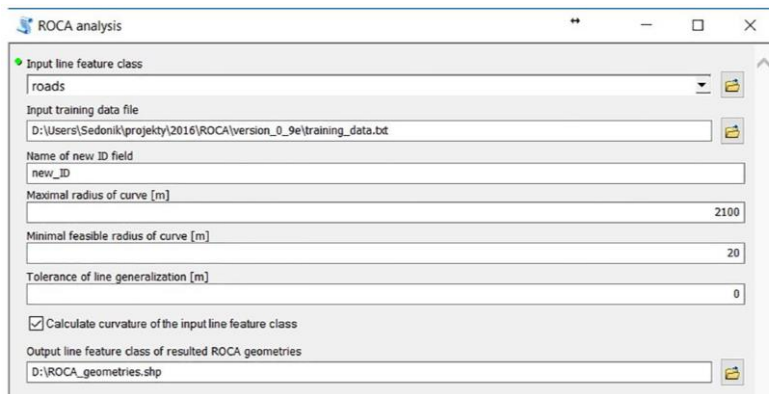 ROCA analysis
Input line feature class
roads
Input training data file
D:\Users\Sedonik\projekty\2016\ROCA\version_0_9e\training_data.txt
Name of new ID field
new_ID
Maximal radius of curve [m]
2100
Minimal feasible radius of curve [m]
20
Tolerance of line generalization [m]
0
Calculate curvature of the input line feature class
Output line feature class of resulted ROCA geometries
D:\ROCA_geometries.shp